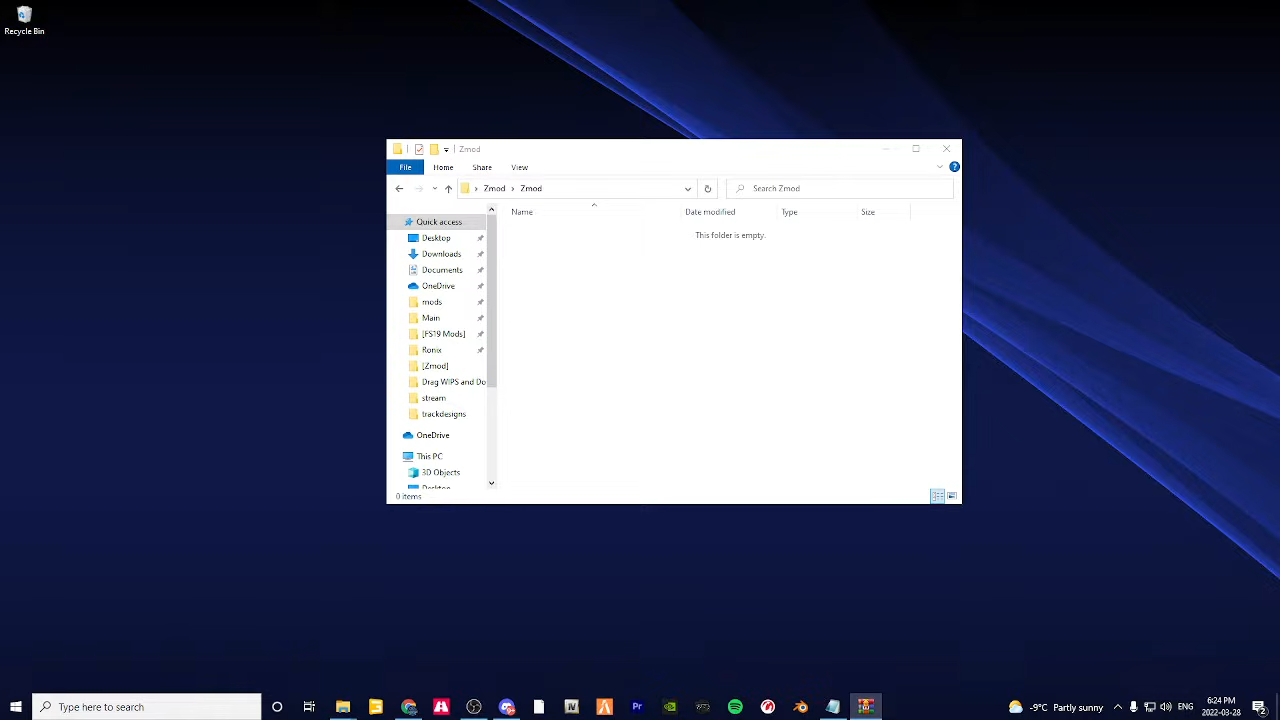 Recycle Bin
Zmod
File Home Share View
Zmod Zmod
Search Zmod
Name Date modified Type Size
This folder is empty.
Quick access
Desktop
Downloads
Documents
OneDrive
mods
Main
[FS19 Mods]
Ronix
[Zmod]
Drag WIPS and Do
stream
trackdesigns
OneDrive
This PC
3D Objects
Desktop
0 items
Type here to search
Pr
-9°C Partly sunny
ENG
6:24 PM
2022-03-28
2